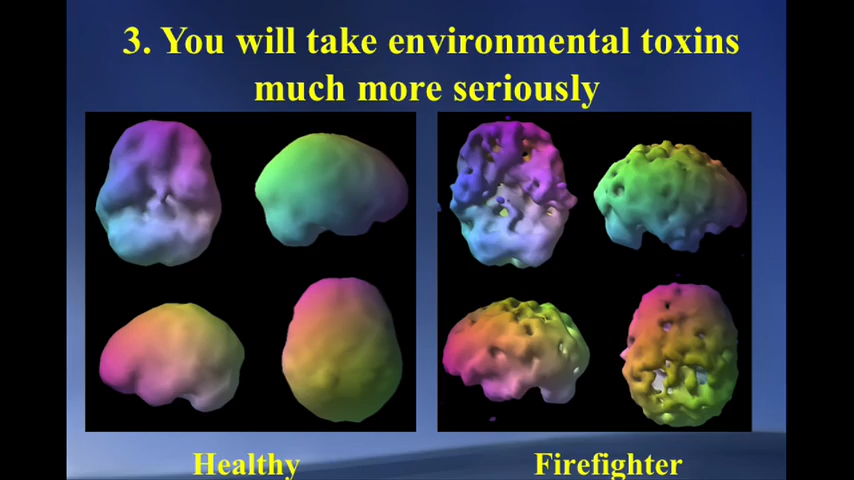 3. You will take environmental toxins
much more seriously
Healthy
Firefighter